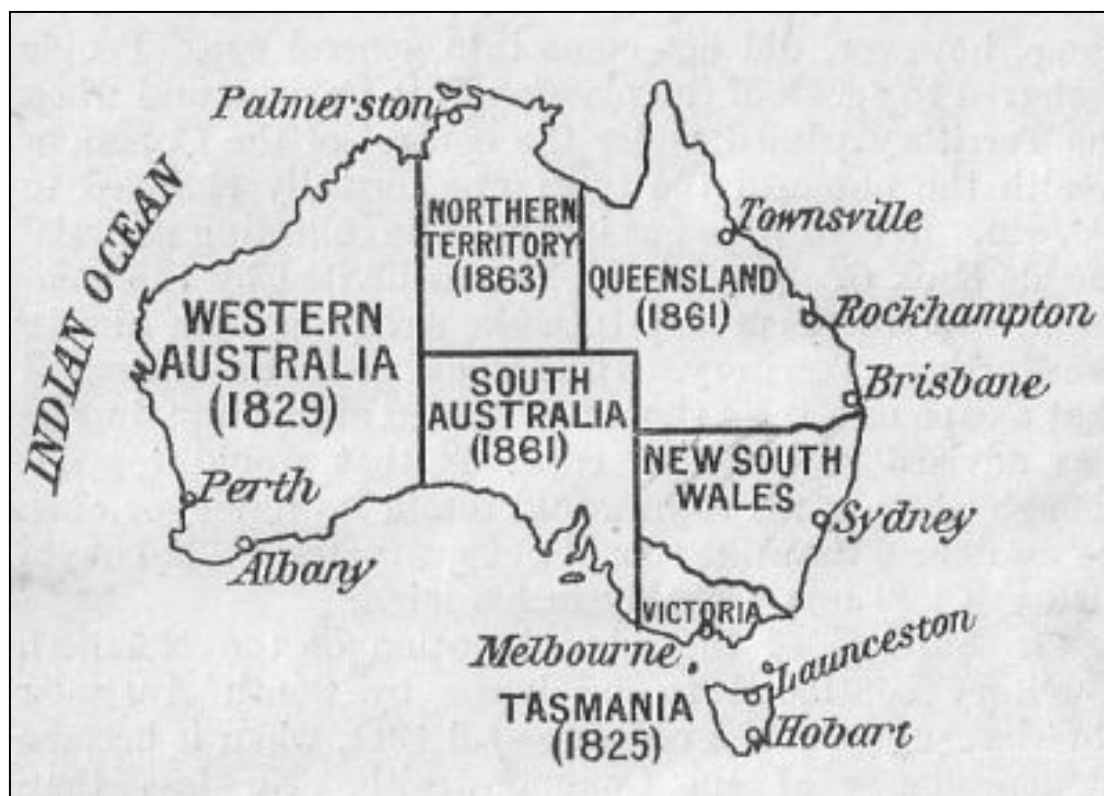 Palmerston
INDIAN OCEAN
NORTHERN
TERRITORY
(1863)
Townsville
QUEENSLAND
(1861)
WESTERN
AUSTRALIA
(1829)
Rockhampton
SOUTH
AUSTRALIA
(1861)
Brisbane
NEW SOUTH
WALES
Perth
Sydney
Albany
VICTORIA
Melbourne
Launceston
TASMANIA
(1825)
Hobart